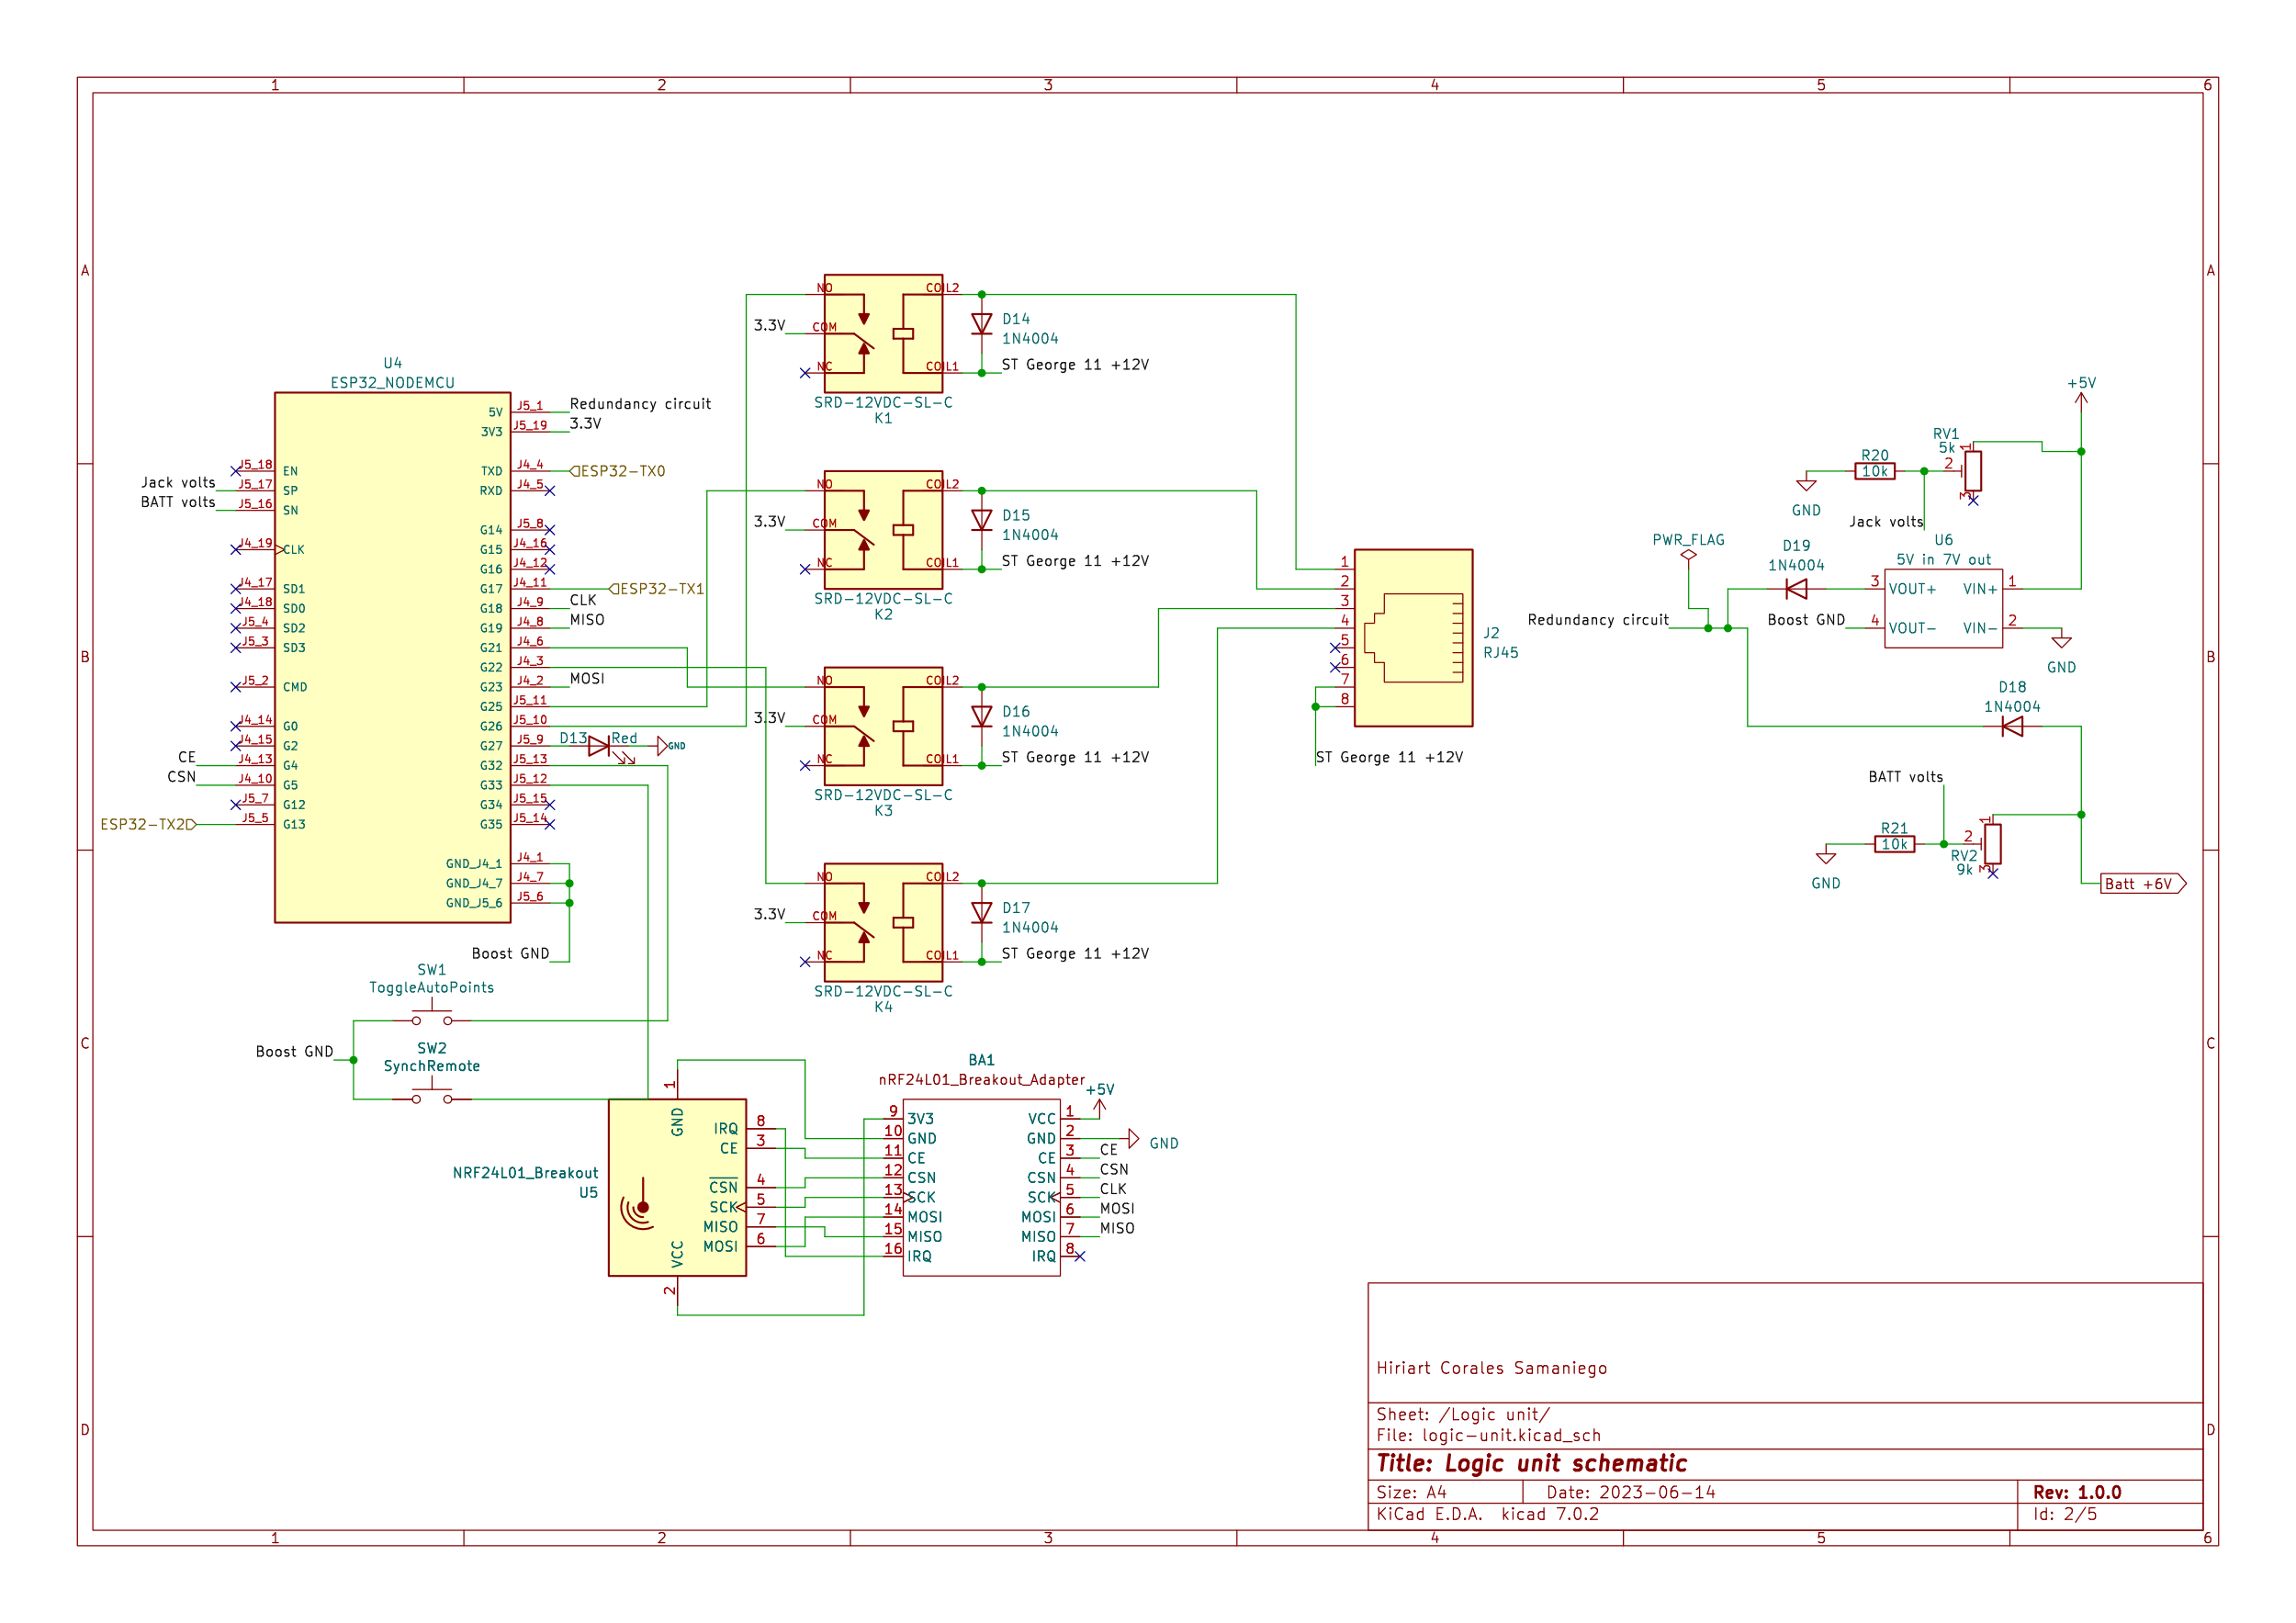 1 2 3 4 5 6
A A
U4
ESP32_NODEMCU
5V J5_1 Redundancy circuit
3V3 J5_19 3.3V
J5_18 EN TXD J4_4 ESP32-TX0
Jack volts J5_17 SP RXD J4_5
BATT volts J5_16 SN
G14 J5_8
J4_19 CLK G15 J4_16
G16 J4_12
J4_17 SD1 G17 J4_11 ESP32-TX1
J4_18 SD0 G18 J4_9 CLK
J5_4 SD2 G19 J4_8 MISO
J5_3 SD3 G21 J4_6
G22 J4_3
J5_2 CMD G23 J4_2 MOSI
G25 J5_11
J4_14 G0 G26 J5_10
J4_15 G2 G27 J5_9 D13 Red GND
CE J4_13 G4 G32 J5_13
CSN J4_10 G5 G33 J5_12
J5_7 G12 G34 J5_15
ESP32-TX2 J5_5 G13 G35 J5_14
GND_J4_1 J4_1
GND_J4_7 J4_7
GND_J5_6 J5_6
Boost GND
NO COIL2
3.3V COM D14
1N4004
NC COIL1 ST George 11 +12V
SRD-12VDC-SL-C
K1
NO COIL2
3.3V COM D15
1N4004
NC COIL1 ST George 11 +12V
SRD-12VDC-SL-C
K2
NO COIL2
3.3V COM D16
1N4004
NC COIL1 ST George 11 +12V
SRD-12VDC-SL-C
K3
NO COIL2
3.3V COM D17
1N4004
NC COIL1 ST George 11 +12V
SRD-12VDC-SL-C
K4
1
2
3
4
5
6
7
8
J2
RJ45
ST George 11 +12V
+5V
RV1
5k
1
2
3
R20
10k
GND
Jack volts
PWR_FLAG
D19
1N4004
U6
5V in 7V out
3 VOUT+ VIN+ 1
4 VOUT- VIN- 2
Redundancy circuit
Boost GND
GND
D18
1N4004
BATT volts
R21
10k
GND
1
2
3
RV2
9k
Batt +6V
B B
SW1
ToggleAutoPoints
Boost GND
SW2
SynchRemote
C C
NRF24L01_Breakout
U5
1
GND
IRQ 8
CE 3
CSN 4
SCK 5
MISO 7
MOSI 6
VCC
2
BA1
nRF24L01_Breakout_Adapter
+5V
9 3V3 VCC 1
10 GND GND 2 GND
11 CE CE 3 CE
12 CSN CSN 4 CSN
13 SCK SCK 5 CLK
14 MOSI MOSI 6 MOSI
15 MISO MISO 7 MISO
16 IRQ IRQ 8
D D
Hiriart Corales Samaniego
Sheet: /Logic unit/
File: logic-unit.kicad_sch
Title: Logic unit schematic
Size: A4 Date: 2023-06-14 Rev: 1.0.0
KiCad E.D.A. kicad 7.0.2 Id: 2/5
1 2 3 4 5 6